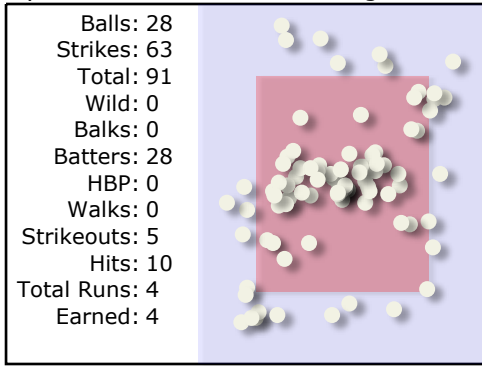 Balls: 28
Strikes: 63
Total: 91
Wild: 0
Balks: 0
Batters: 28
HBP: 0
Walks: 0
Strikeouts: 5
Hits: 10
Total Runs: 4
Earned: 4